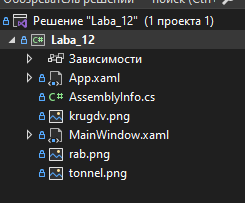 Решение "Laba_12" (1 проекта 1)
C# Laba_12
Зависимости
App.xaml
C# AssemblyInfo.cs
krugdv.png
MainWindow.xaml
rab.png
tonnel.png